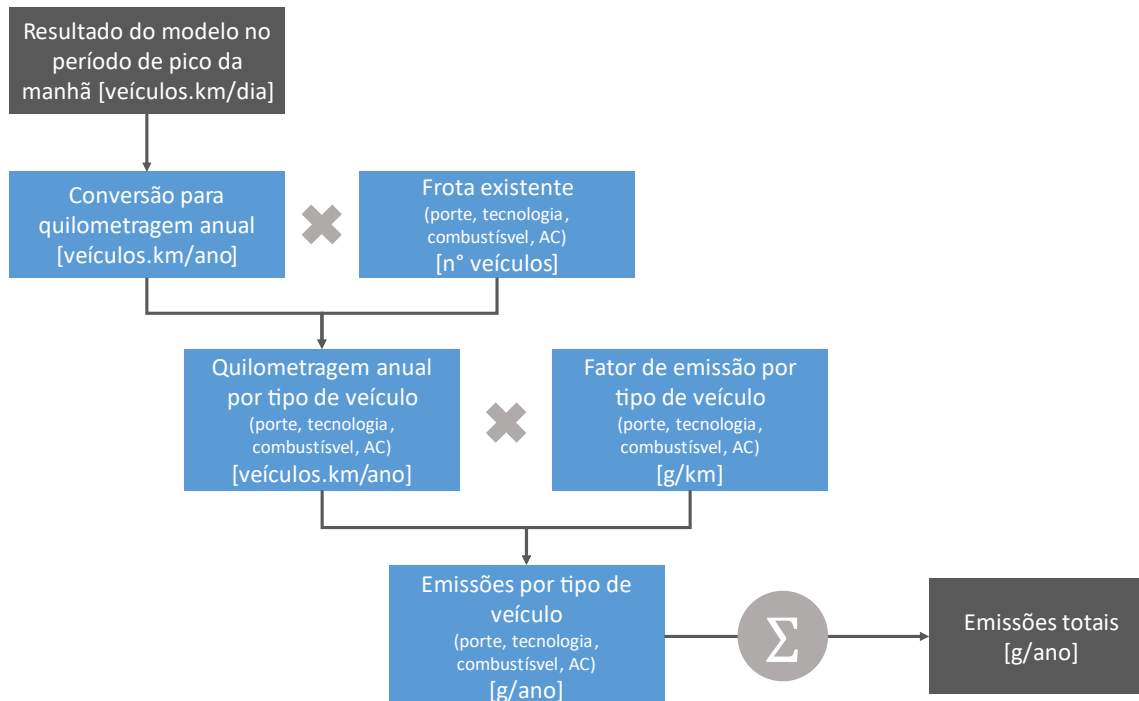 Resultado do modelo no
período de pico da
manhã [veículos.km/dia]
Conversão para
quilometragem anual
[veículos.km/ano]
Frota existente
(porte, tecnologia,
combustísvel, AC)
[n° veículos]
Quilometragem anual
por tipo de veículo
(porte, tecnologia,
combustísvel, AC)
[veículos.km/ano]
Fator de emissão por
tipo de veículo
(porte, tecnologia,
combustísvel, AC)
[g/km]
Emissões por tipo de
veículo
(porte, tecnologia,
combustísvel, AC)
[g/ano]
Σ
Emissões totais
[g/ano]